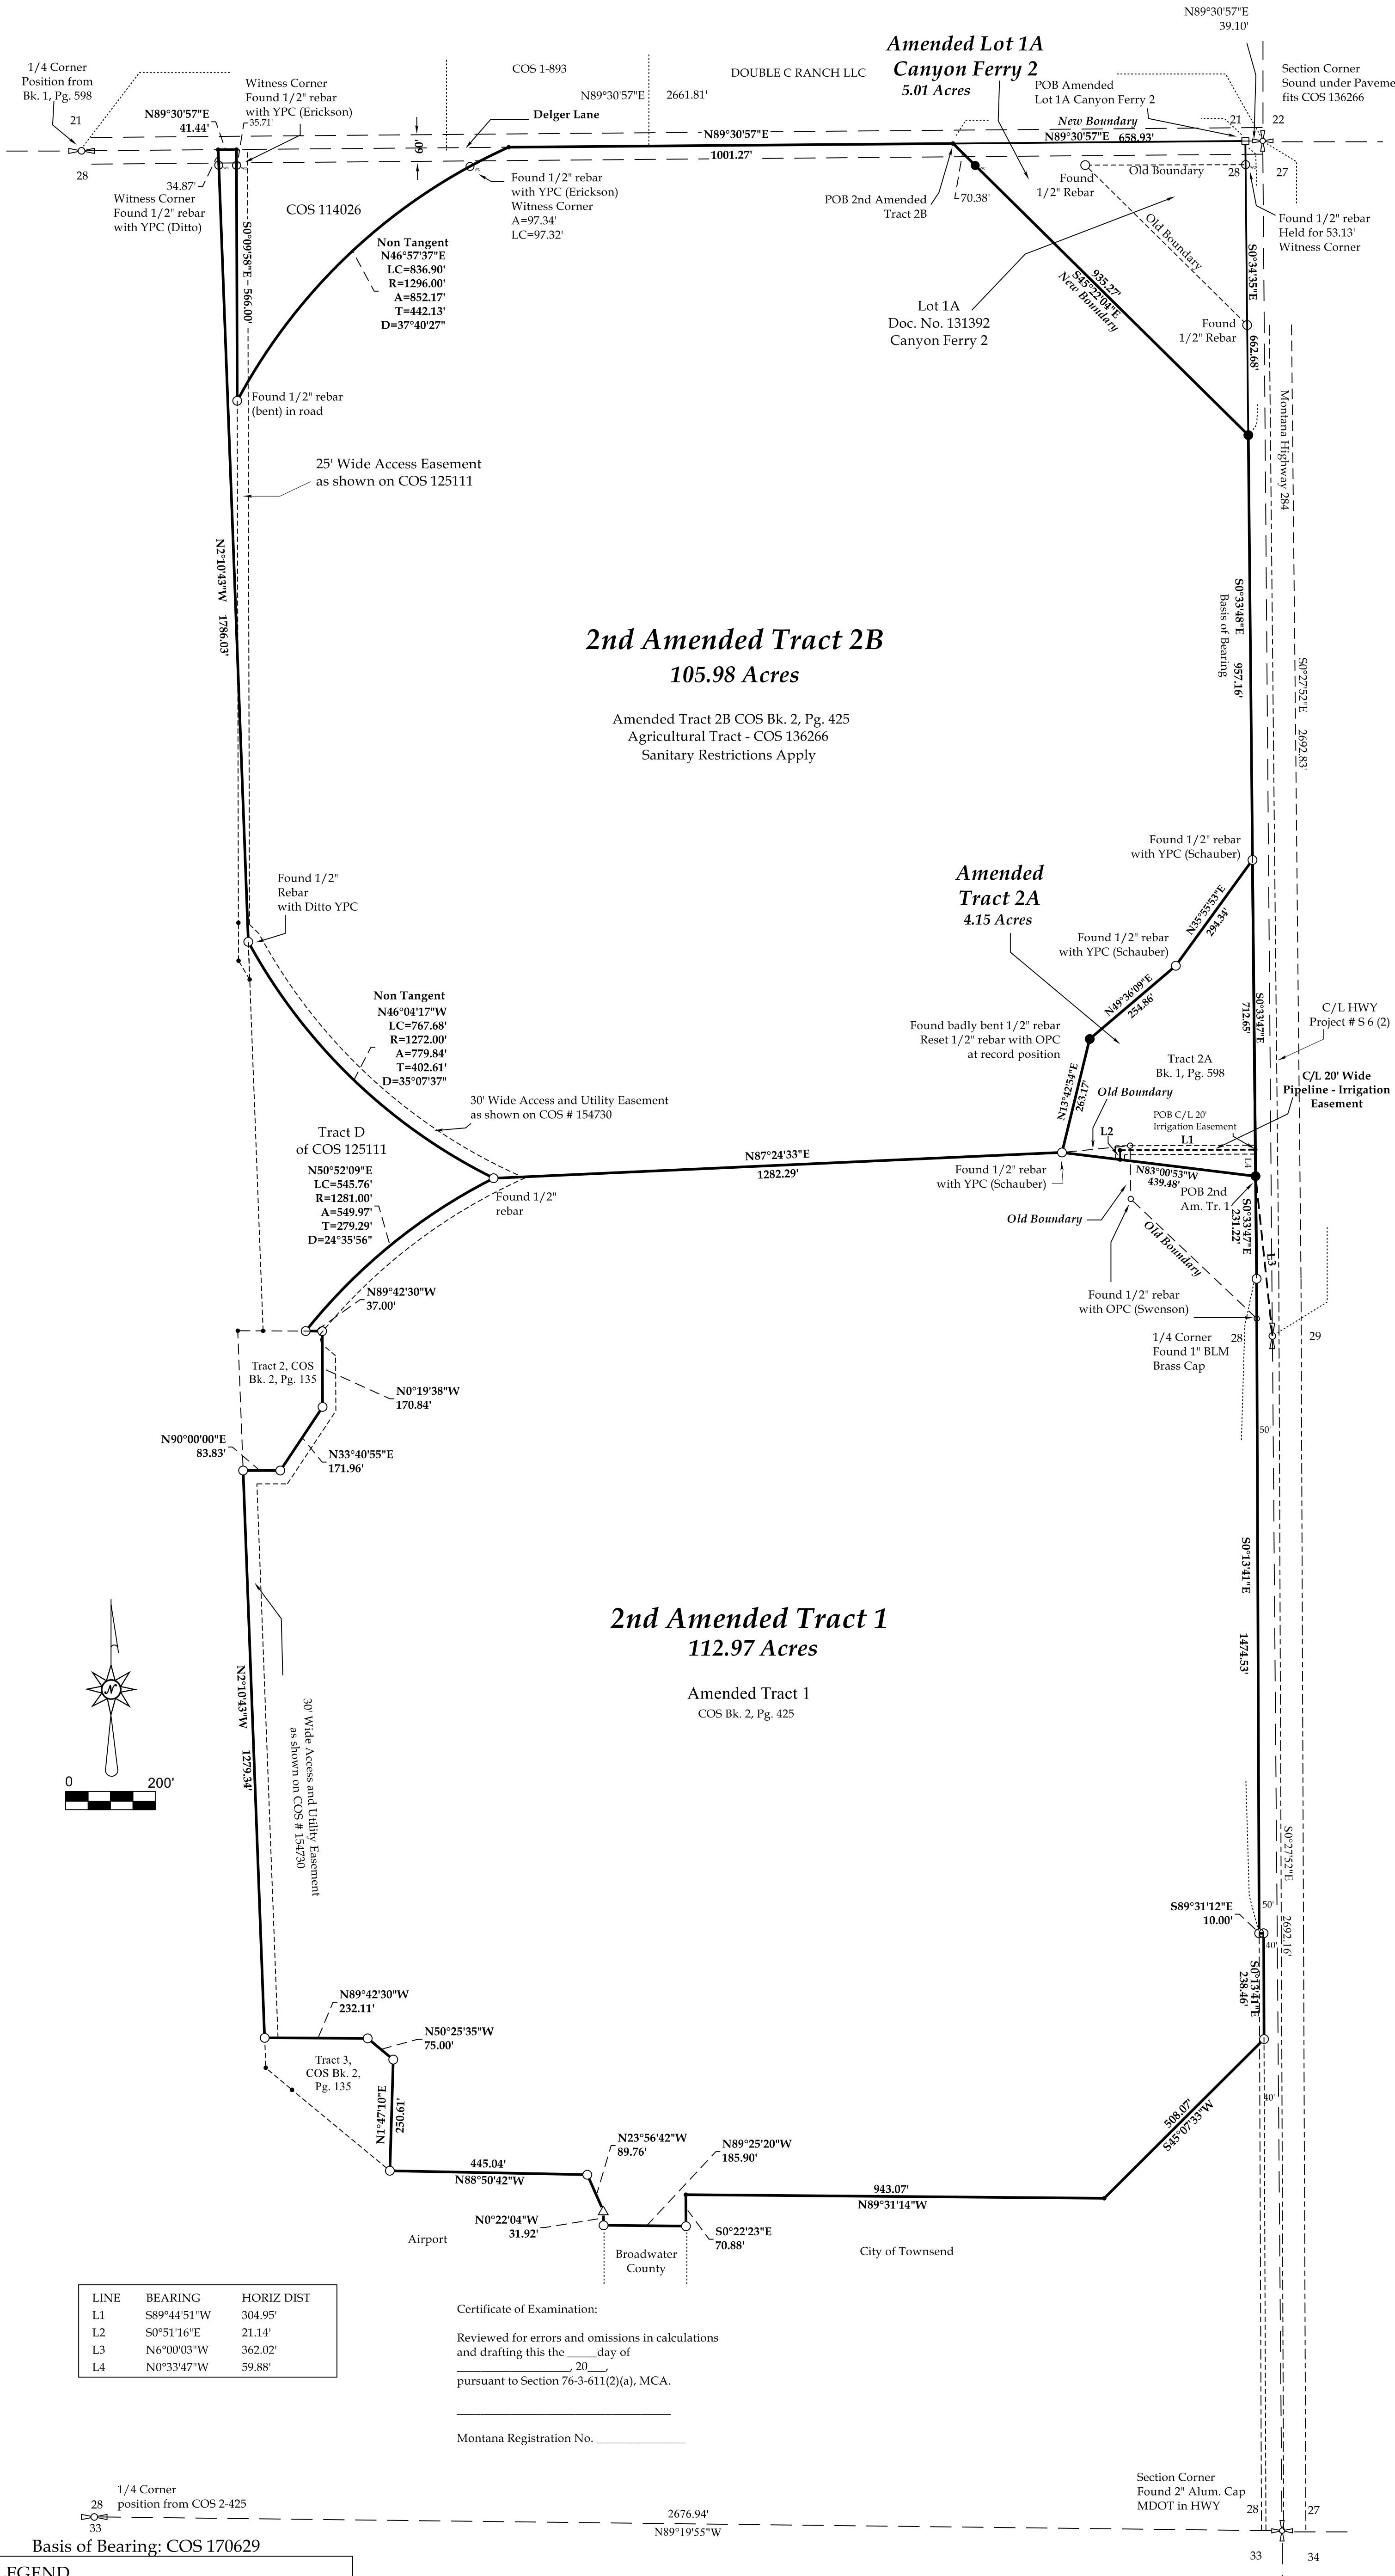 N89°30'57"E
39.10'
1/4 Corner
Position from
Bk. 1, Pg. 598
21
28
N89°30'57"E
41.44'
Witness Corner
Found 1/2" rebar
with YPC (Erickson)
35.71'
COS 1-893
N89°30'57"E
2661.81'
DOUBLE C RANCH LLC
Amended Lot 1A
Canyon Ferry 2
5.01 Acres
POB Amended
Lot 1A Canyon Ferry 2
Section Corner
Sound under Paveme
fits COS 136266
21
22
28
27
Delger Lane
60'
N89°30'57"E
1001.27'
New Boundary
N89°30'57"E 658.93'
34.87'
Witness Corner
Found 1/2" rebar
with YPC (Ditto)
S0°09'58"E 566.00'
COS 114026
Found 1/2" rebar
with YPC (Erickson)
Witness Corner
A=97.34'
LC=97.32'
POB 2nd Amended
Tract 2B
70.38'
Found
1/2" Rebar
Old Boundary
Old Boundary
Found 1/2" rebar
Held for 53.13'
Witness Corner
Non Tangent
N46°57'37"E
LC=836.90'
R=1296.00'
A=852.17'
T=442.13'
D=37°40'27"
935.27'
S45°22'04"E
New Boundary
Lot 1A
Doc. No. 131392
Canyon Ferry 2
Found
1/2" Rebar
S0°34'35"E
662.68'
Found 1/2" rebar
(bent) in road
Montana Highway 284
25' Wide Access Easement
as shown on COS 125111
N2°10'43"W 1786.03'
2nd Amended Tract 2B
105.98 Acres
Amended Tract 2B COS Bk. 2, Pg. 425
Agricultural Tract - COS 136266
Sanitary Restrictions Apply
S0°33'48"E 957.16'
Basis of Bearing
S0°27'52"E 2692.83'
Found 1/2" rebar
with YPC (Schauber)
Found 1/2"
Rebar
with Ditto YPC
Amended
Tract 2A
4.15 Acres
N35°55'53"E
294.34'
Found 1/2" rebar
with YPC (Schauber)
N49°36'09"E
254.86'
Non Tangent
N46°04'17"W
LC=767.68'
R=1272.00'
A=779.84'
T=402.61'
D=35°07'37"
Found badly bent 1/2" rebar
Reset 1/2" rebar with OPC
at record position
S0°33'47"E
712.65'
C/L HWY
Project # S 6 (2)
Tract 2A
Bk. 1, Pg. 598
C/L 20' Wide
Pipeline - Irrigation
Easement
30' Wide Access and Utility Easement
as shown on COS # 154730
N13°42'54"E
263.17'
Old Boundary
POB C/L 20'
Irrigation Easement
L1
L2
L4
Tract D
of COS 125111
N50°52'09"E
LC=545.76'
R=1281.00'
A=549.97'
T=279.29'
D=24°35'56"
N87°24'33"E
1282.29'
Found 1/2"
rebar
Found 1/2" rebar
with YPC (Schauber)
N83°00'53"W
439.48'
POB 2nd
Am. Tr. 1
Old Boundary
Old Boundary
S0°33'47"E
231.22'
L3
Found 1/2" rebar
with OPC (Swenson)
N89°42'30"W
37.00'
1/4 Corner
Found 1" BLM
Brass Cap
28
29
Tract 2, COS
Bk. 2, Pg. 135
N0°19'38"W
170.84'
N90°00'00"E
83.83'
N33°40'55"E
171.96'
50'
S0°13'41"E 1474.53'
2nd Amended Tract 1
112.97 Acres
Amended Tract 1
COS Bk. 2, Pg. 425
N
0 200'
N2°10'43"W 1279.34'
30' Wide Access and Utility Easement
as shown on COS # 154730
S0°27'52"E 2692.16'
S89°31'12"E
10.00'
50'
40'
S0°13'41"E
238.46'
N89°42'30"W
232.11'
N50°25'35"W
75.00'
Tract 3,
COS Bk. 2,
Pg. 135
N1°47'10"E
250.61'
40'
508.07'
S45°07'33"W
445.04'
N88°50'42"W
N23°56'42"W
89.76'
N89°25'20"W
185.90'
943.07'
N89°31'14"W
N0°22'04"W
31.92'
S0°22'23"E
70.88'
Airport
Broadwater
County
City of Townsend
LINE BEARING HORIZ DIST
L1 S89°44'51"W 304.95'
L2 S0°51'16"E 21.14'
L3 N6°00'03"W 362.02'
L4 N0°33'47"W 59.88'
Certificate of Examination:
Reviewed for errors and omissions in calculations
and drafting this the _____day of
____________________, 20___,
pursuant to Section 76-3-611(2)(a), MCA.
Montana Registration No. _______________
1/4 Corner
position from COS 2-425
28
33
2676.94'
N89°19'55"W
Section Corner
Found 2" Alum. Cap
MDOT in HWY
28
27
33
34
Basis of Bearing: COS 170629
LEGEND